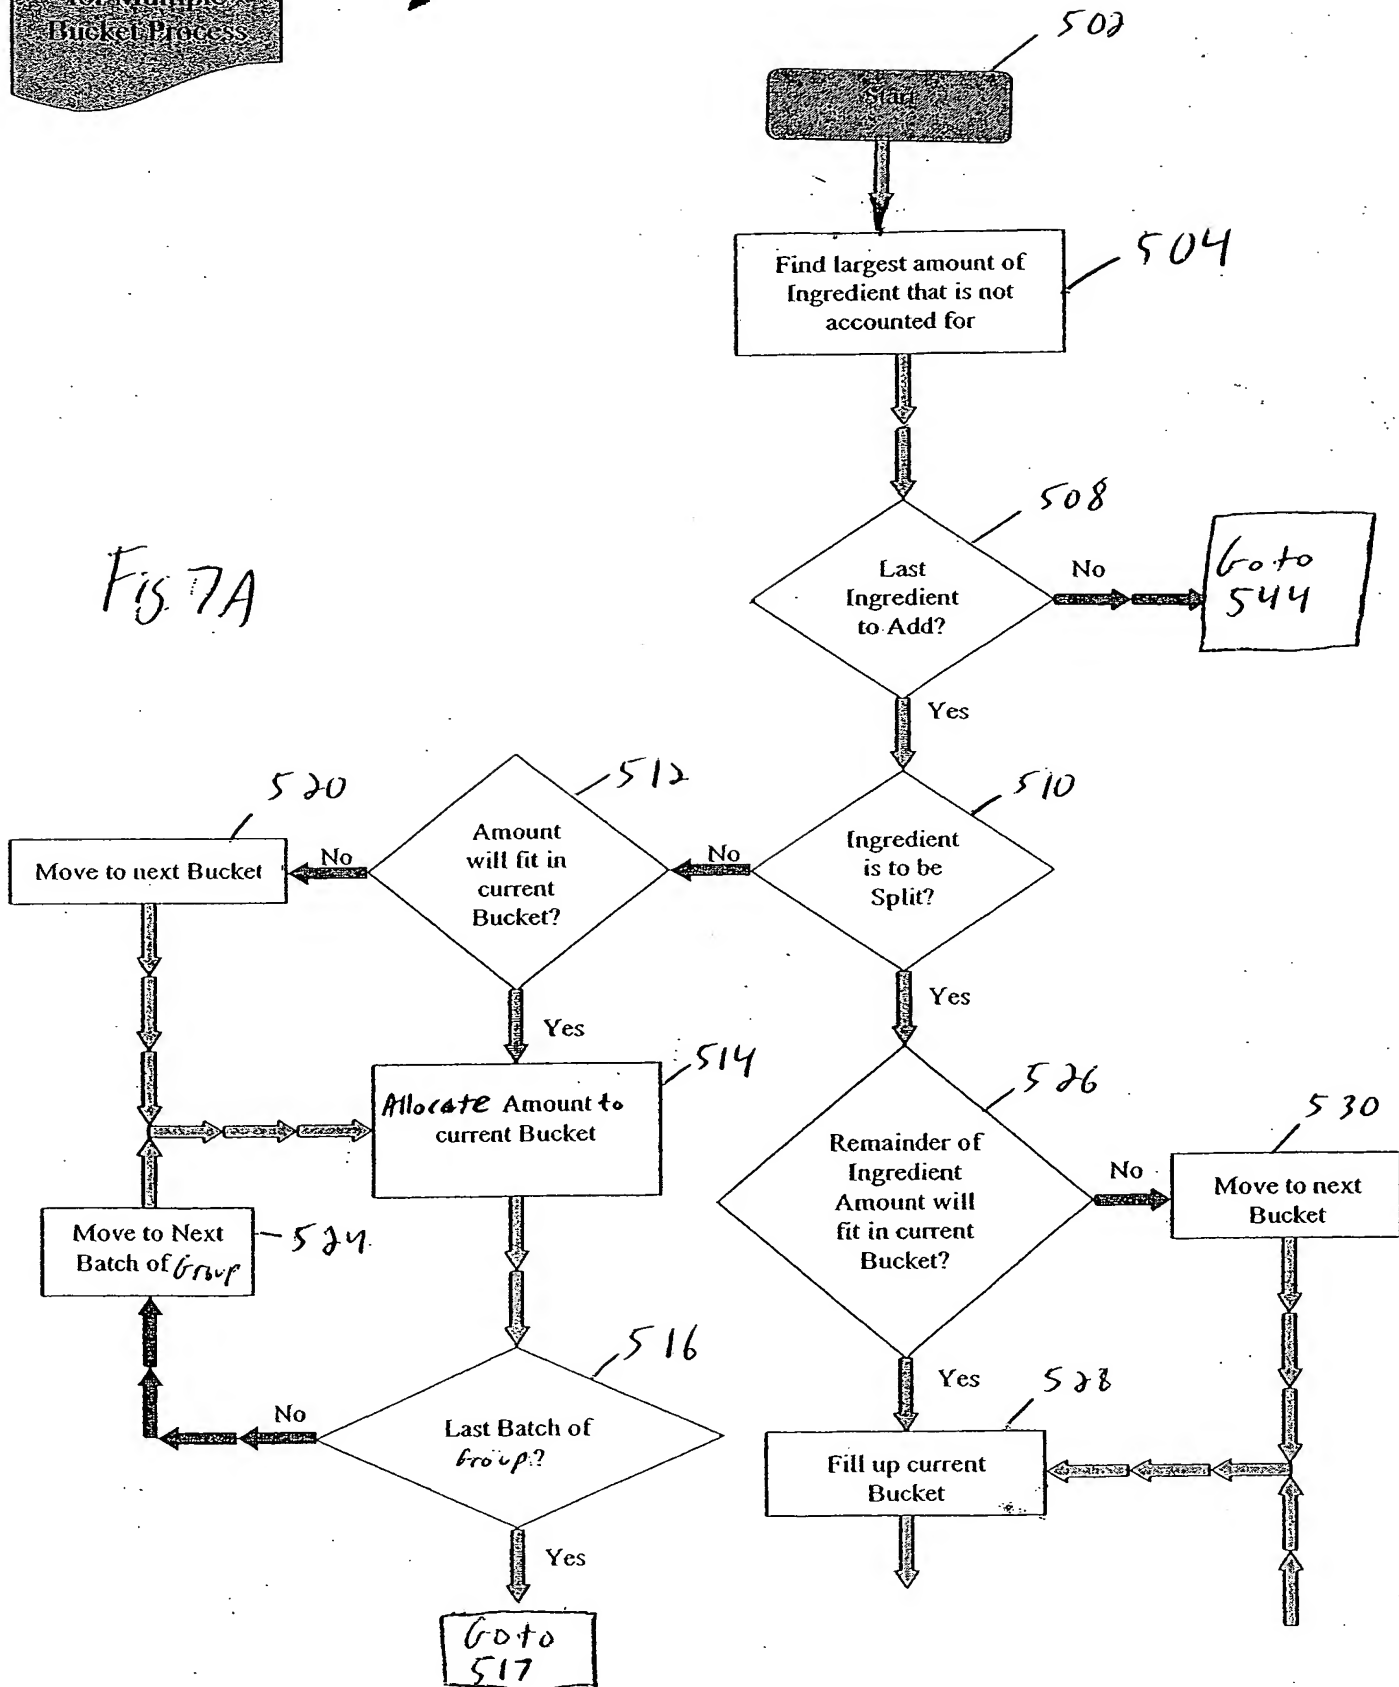 for Multiple
Bucket Process
502
Start
504
Find largest amount of
Ingredient that is not
accounted for
508
Last
Ingredient
to Add?
No
Go to
544
Fig. 7A
Yes
520
512
510
Move to next Bucket
No
Amount
will fit in
current
Bucket?
No
Ingredient
is to be
Split?
Yes
Yes
514
Allocate Amount to
current Bucket
526
530
Remainder of
Ingredient
Amount will
fit in current
Bucket?
No
Move to next
Bucket
Move to Next
Batch of Group
524
516
Yes
528
No
Last Batch of
Group?
Fill up current
Bucket
Yes
Go to
517